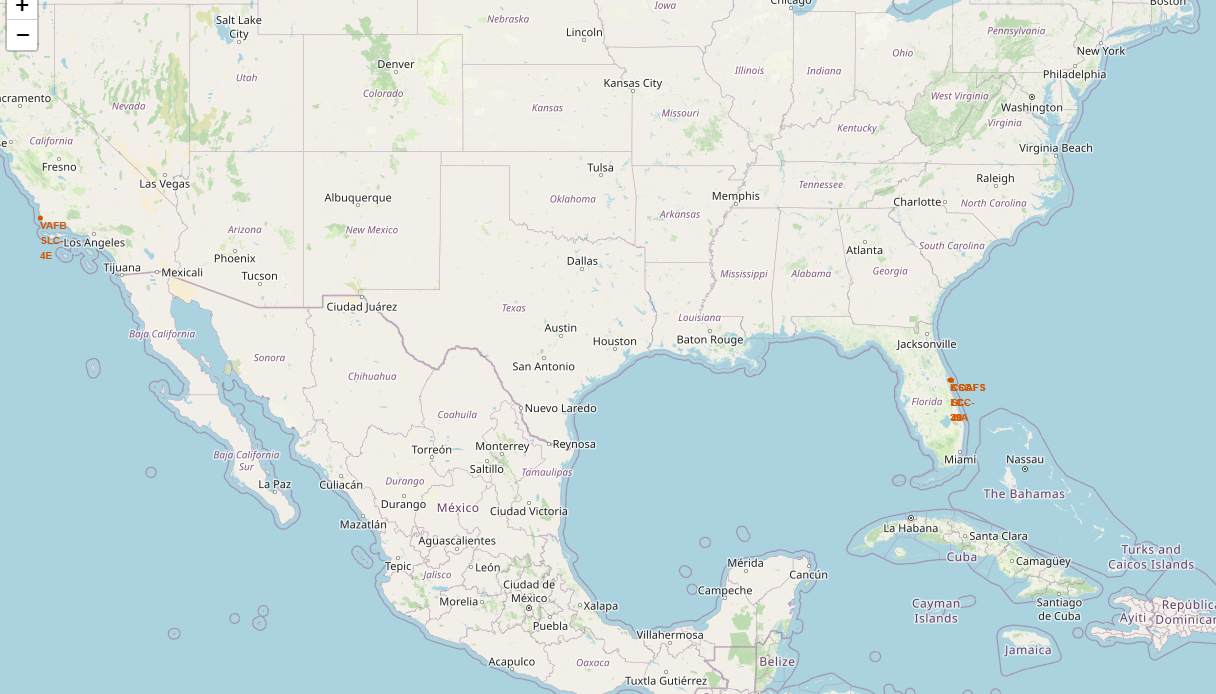 +
−
Salt Lake
City
Nebraska
Iowa
Chicago
Boston
Lincoln
Pennsylvania
New York
Denver
Utah
Colorado
Kansas City
Illinois
Indiana
Ohio
Philadelphia
cramento
Nevada
Kansas
Missouri
West Virginia
Washington
Virginia
California
Kentucky
Virginia Beach
Fresno
Las Vegas
Tulsa
Raleigh
Albuquerque
Oklahoma
Memphis
Tennessee
Charlotte
North Carolina
Arkansas
VAFB
SLC-
4E
Los Angeles
Arizona
New Mexico
Atlanta
South Carolina
Phoenix
Dallas
Mississippi
Alabama
Georgia
Tijuana
Mexicali
Tucson
Ciudad Juárez
Texas
Louisiana
Baja California
Austin
Houston
Baton Rouge
Jacksonville
Sonora
San Antonio
Chihuahua
Florida
Coahuila
Nuevo Laredo
Torreón
Monterrey
Reynosa
Baja California
Sur
Saltillo
Tamaulipas
Miami
Nassau
La Paz
Culiacán
Durango
Durango
México
Ciudad Victoria
The Bahamas
Mazatlán
La Habana
Santa Clara
Aguascalientes
Cuba
Camagüey
Turks and
Caicos Islands
Tepic
Jalisco
León
Mérida
Cancún
Ciudad de
México
Campeche
Morelia
Xalapa
Cayman
Islands
Santiago
de Cuba
Ayiti
República
Dominicana
Puebla
Villahermosa
Jamaica
Acapulco
Oaxaca
Belize
Tuxtla Gutiérrez